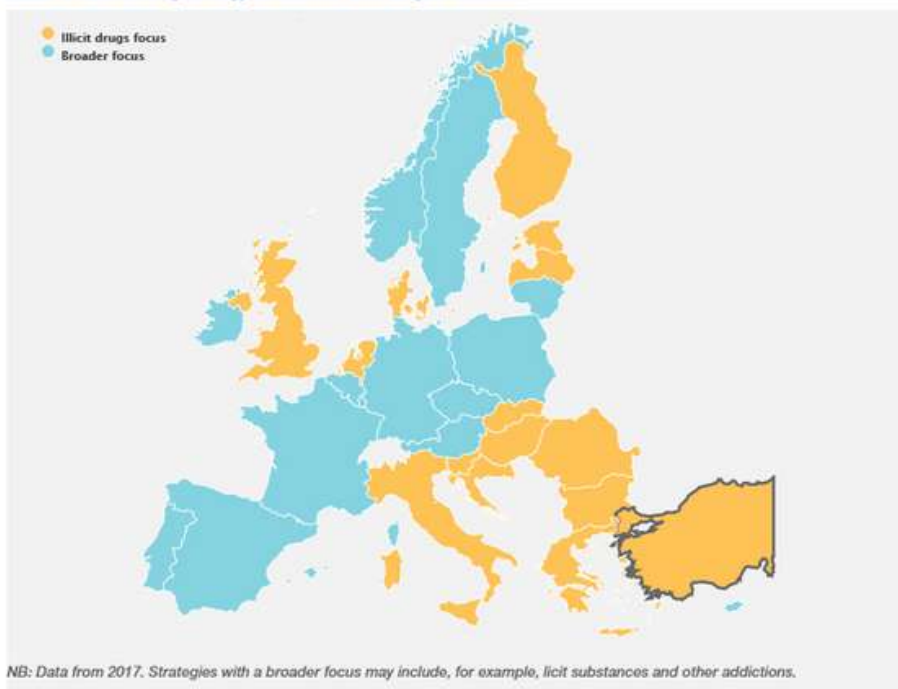 Illicit drugs focus
Broader focus
NB: Data from 2017. Strategies with a broader focus may include, for example, licit substances and other addictions.